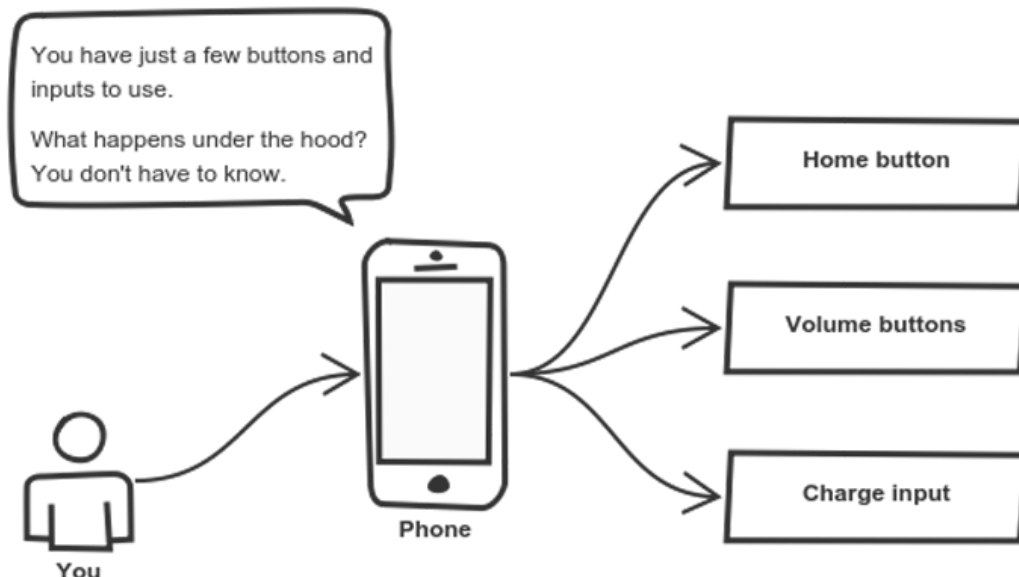 You have just a few buttons and
inputs to use.
What happens under the hood?
You don't have to know.
Home button
Volume buttons
Charge input
Phone
You